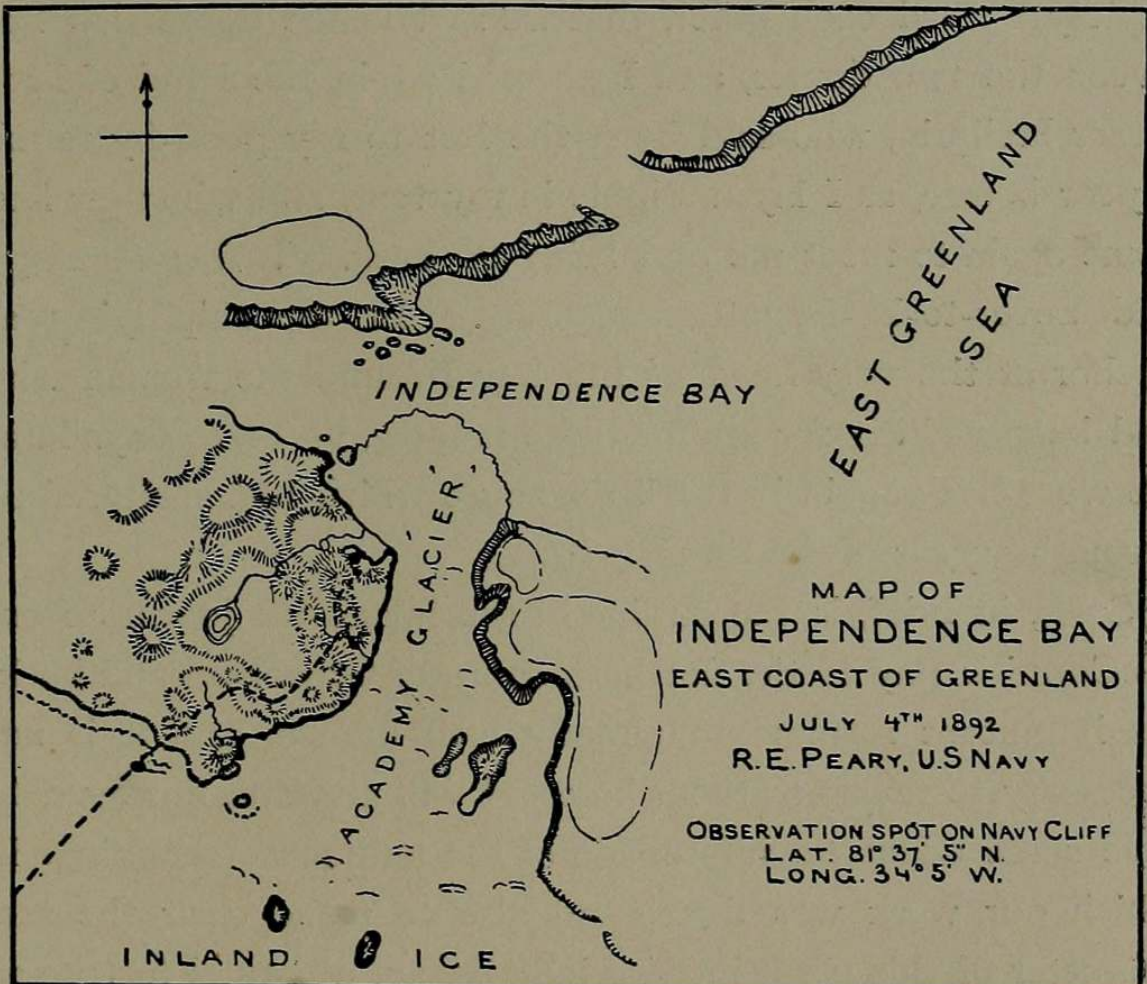 EAST GREENLAND
SEA
INDEPENDENCE BAY
ACADEMY GLACIER
MAP OF
INDEPENDENCE BAY
EAST COAST OF GREENLAND
JULY 4TH 1892
R.E. PEARY, U.S NAVY
OBSERVATION SPOT ON NAVY CLIFF
LAT. 81° 37' 5" N.
LONG. 34° 5' W.
INLAND ICE